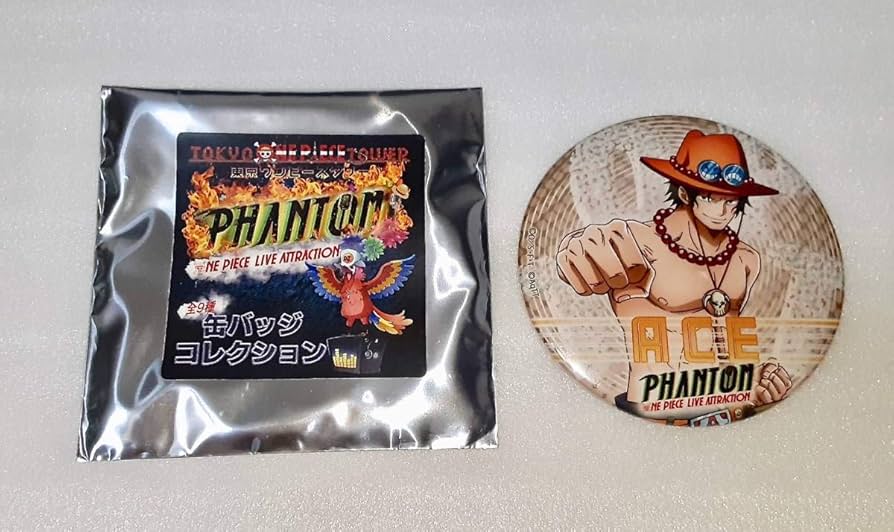 TOKYO ONE PIECE TOWER
東京ワンピースタワー
PHANTOM
ONE PIECE LIVE ATTRACTION
全9種
缶バッジ
コレクション
ACE
PHANTOM
ONE PIECE LIVE ATTRACTION